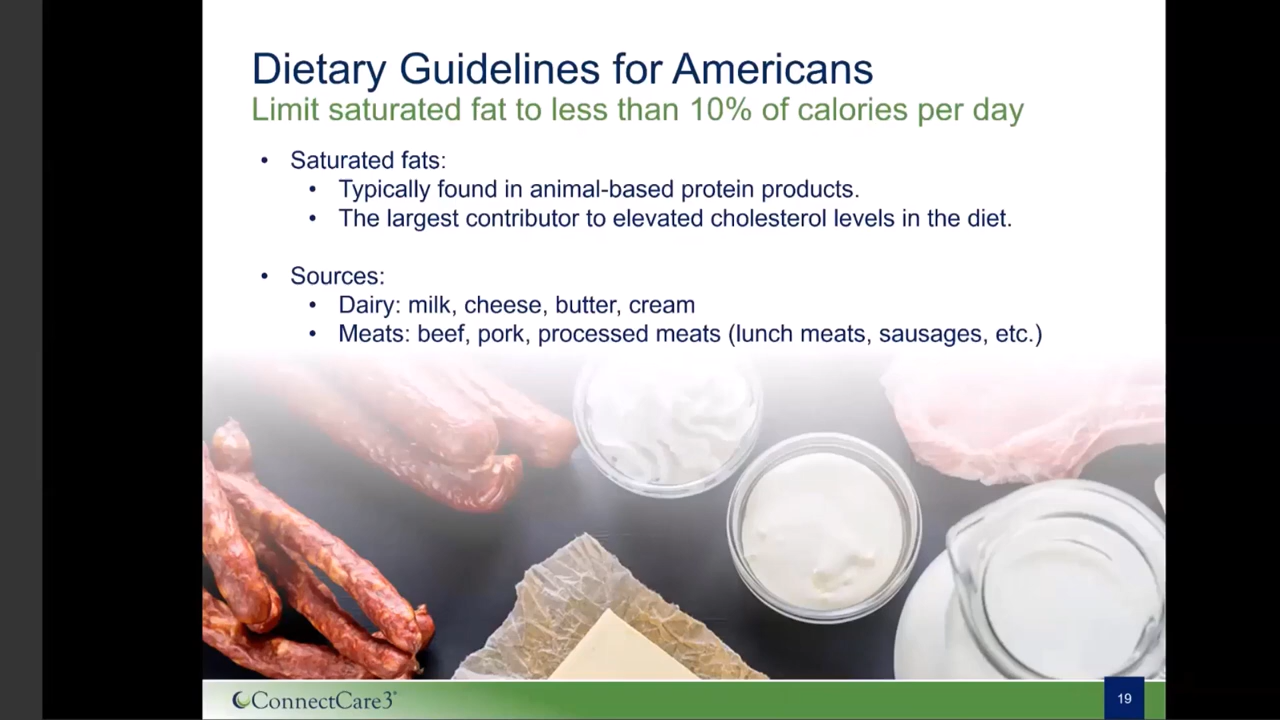 Dietary Guidelines for Americans
Limit saturated fat to less than 10% of calories per day
• Saturated fats:
• Typically found in animal-based protein products.
• The largest contributor to elevated cholesterol levels in the diet.
• Sources:
• Dairy: milk, cheese, butter, cream
• Meats: beef, pork, processed meats (lunch meats, sausages, etc.)
ConnectCare3®
19